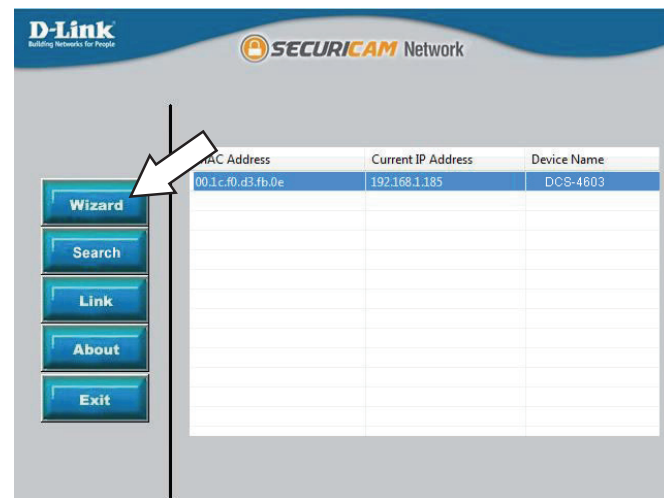 D-Link
Building Networks for People
SECURICAM Network
AC Address Current IP Address Device Name
00.1c.f0.d3.fb.0e 192.168.1.185 DCS-4603
Wizard
Search
Link
About
Exit